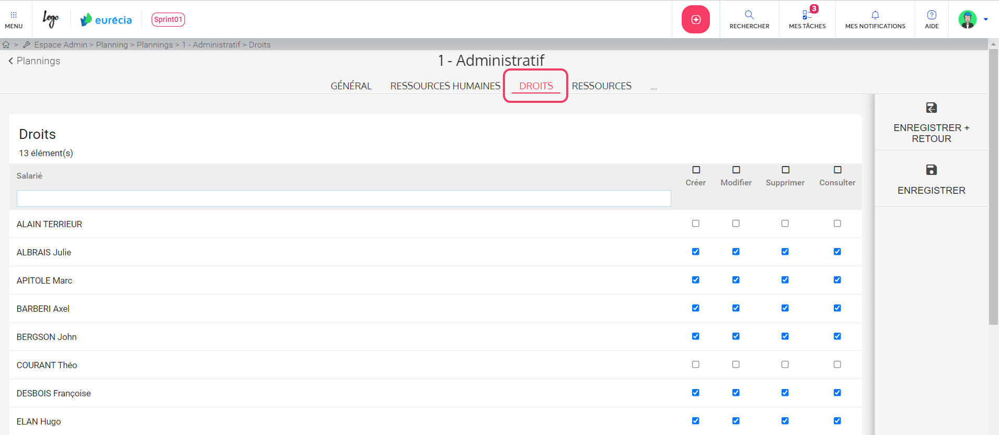 MENU
Logo
eurécia
Sprint01
RECHERCHER
3
MES TÂCHES
MES NOTIFICATIONS
AIDE
> Espace Admin > Planning > Plannings > 1 - Administratif > Droits
Plannings
1 - Administratif
GÉNÉRAL
RESSOURCES HUMAINES
DROITS
RESSOURCES
...
ENREGISTRER +
RETOUR
ENREGISTRER
Droits
13 élément(s)
Salarié
Créer
Modifier
Supprimer
Consulter
ALAIN TERRIEUR
ALBRAIS Julie
APITOLE Marc
BARBERI Axel
BERGSON John
COURANT Théo
DESBOIS Françoise
ELAN Hugo